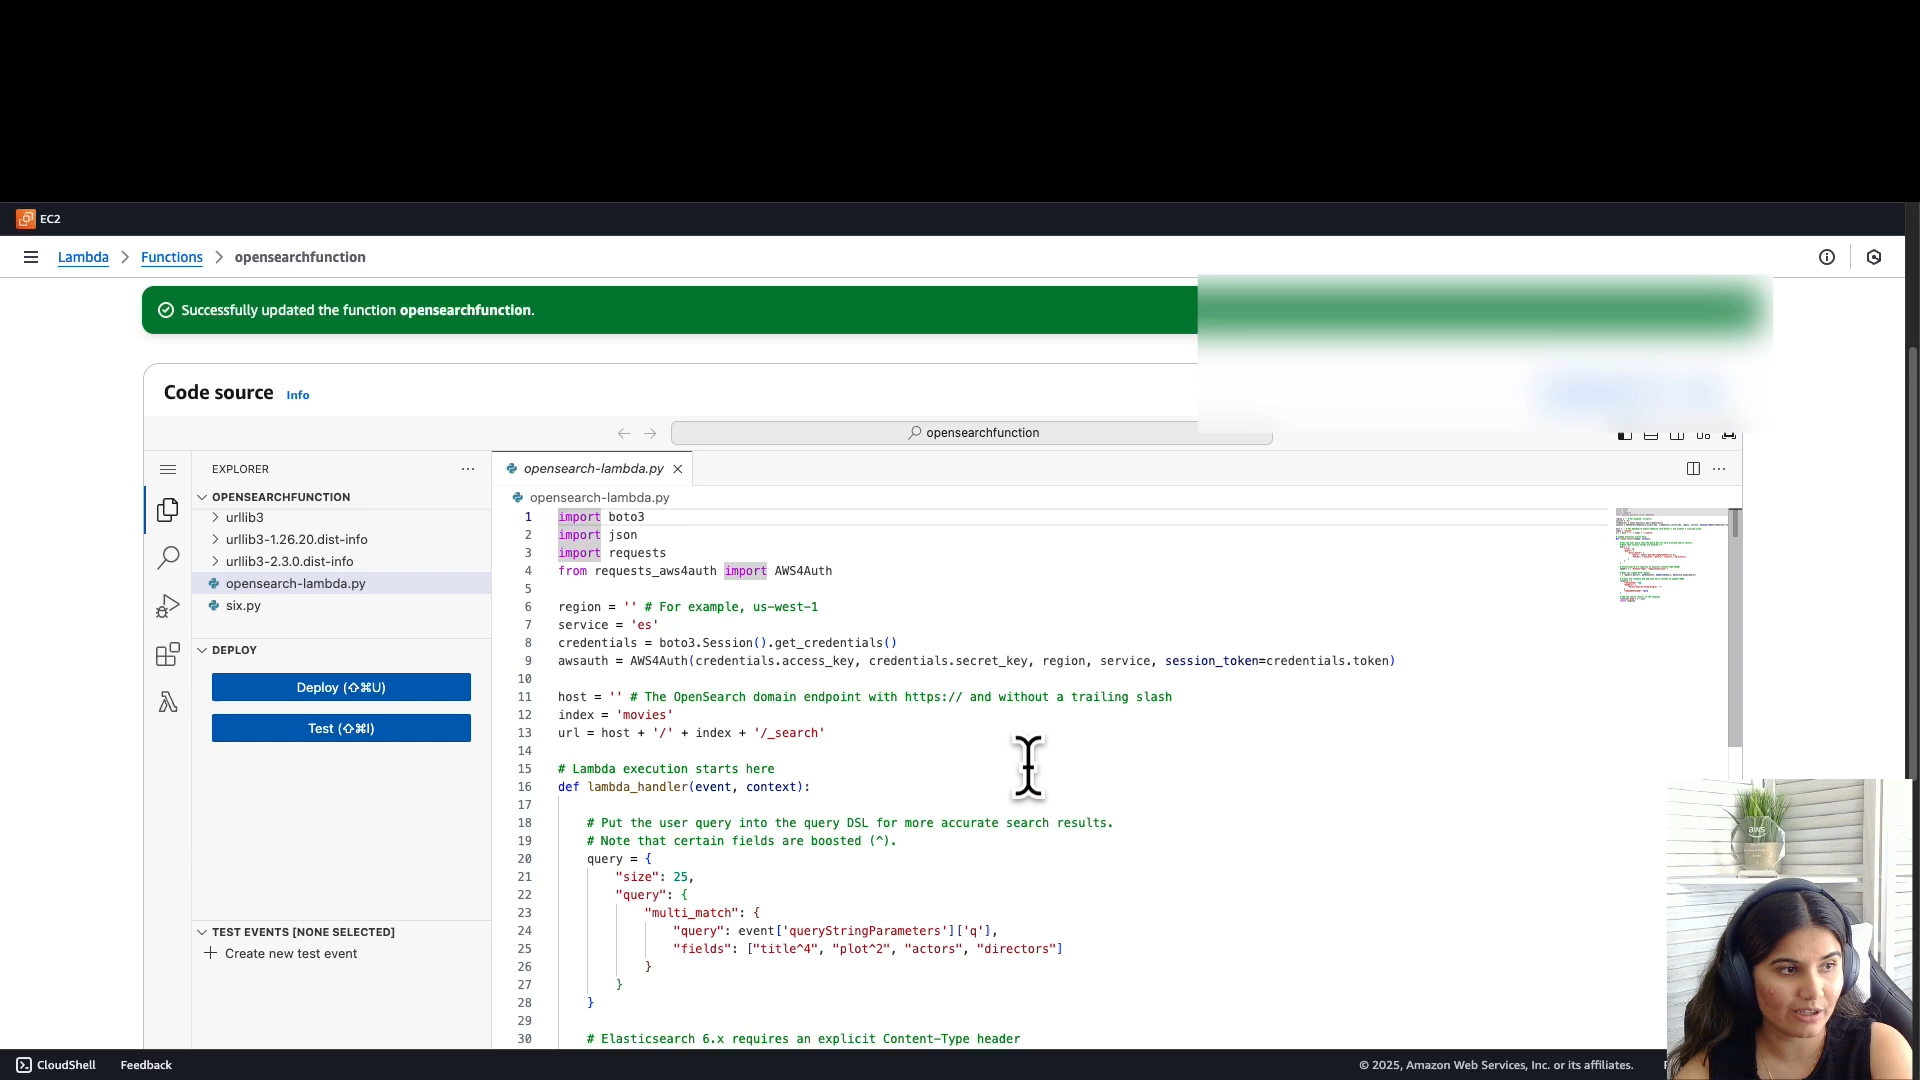 EC2
Lambda > Functions > opensearchfunction
Successfully updated the function opensearchfunction.
Code source Info
opensearchfunction
EXPLORER
OPENSEARCHFUNCTION
urllib3
urllib3-1.26.20.dist-info
urllib3-2.3.0.dist-info
opensearch-lambda.py
six.py
DEPLOY
Deploy (⇧⌘U)
Test (⇧⌘I)
TEST EVENTS [NONE SELECTED]
Create new test event
opensearch-lambda.py
opensearch-lambda.py
1 import boto3
2 import json
3 import requests
4 from requests_aws4auth import AWS4Auth
5
6 region = '' # For example, us-west-1
7 service = 'es'
8 credentials = boto3.Session().get_credentials()
9 awsauth = AWS4Auth(credentials.access_key, credentials.secret_key, region, service, session_token=credentials.token)
10
11 host = '' # The OpenSearch domain endpoint with https:// and without a trailing slash
12 index = 'movies'
13 url = host + '/' + index + '/_search'
14
15 # Lambda execution starts here
16 def lambda_handler(event, context):
17
18 # Put the user query into the query DSL for more accurate search results.
19 # Note that certain fields are boosted (^).
20 query = {
21 "size": 25,
22 "query": {
23 "multi_match": {
24 "query": event['queryStringParameters']['q'],
25 "fields": ["title^4", "plot^2", "actors", "directors"]
26 }
27 }
28 }
29
30 # Elasticsearch 6.x requires an explicit Content-Type header
aws
CloudShell Feedback
© 2025, Amazon Web Services, Inc. or its affiliates.